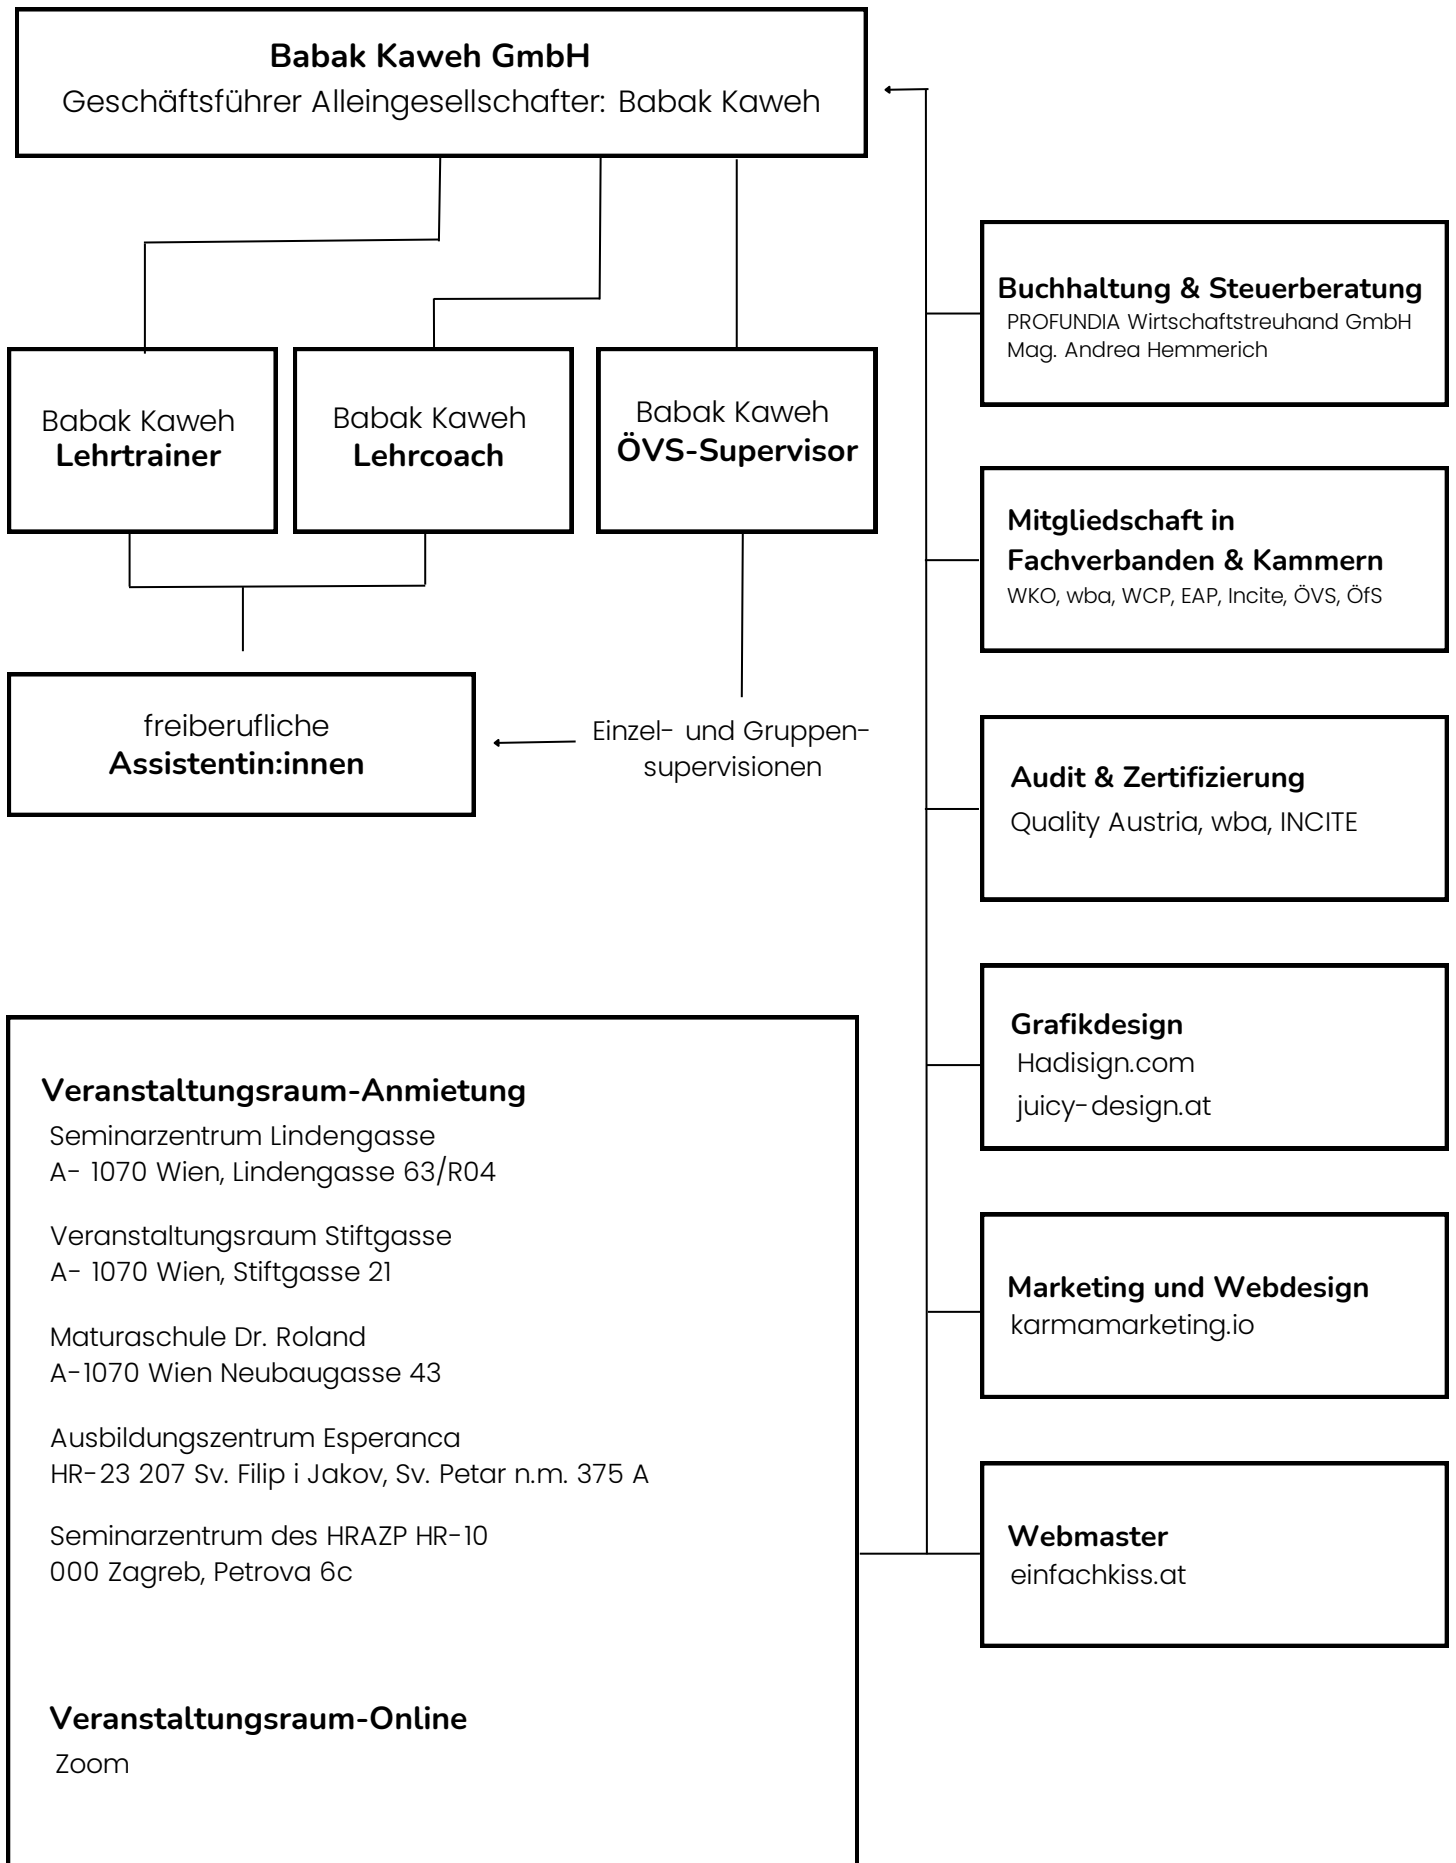 Babak Kaweh GmbH
Geschäftsführer Alleingesellschafter: Babak Kaweh
Babak Kaweh
Lehrtrainer
Babak Kaweh
Lehrcoach
Babak Kaweh
ÖVS-Supervisor
freiberufliche
Assistentin:innen
Einzel- und Gruppen-
supervisionen
Buchhaltung & Steuerberatung
PROFUNDIA Wirtschaftstreuhand GmbH
Mag. Andrea Hemmerich
Mitgliedschaft in
Fachverbanden & Kammern
WKO, wba, WCP, EAP, Incite, ÖVS, ÖfS
Audit & Zertifizierung
Quality Austria, wba, INCITE
Grafikdesign
Hadisign.com
juicy-design.at
Marketing und Webdesign
karmamarketing.io
Webmaster
einfachkiss.at
Veranstaltungsraum-Anmietung
Seminarzentrum Lindengasse
A- 1070 Wien, Lindengasse 63/R04
Veranstaltungsraum Stiftgasse
A- 1070 Wien, Stiftgasse 21
Maturaschule Dr. Roland
A-1070 Wien Neubaugasse 43
Ausbildungszentrum Esperanca
HR-23 207 Sv. Filip i Jakov, Sv. Petar n.m. 375 A
Seminarzentrum des HRAZP HR-10
000 Zagreb, Petrova 6c
Veranstaltungsraum-Online
Zoom